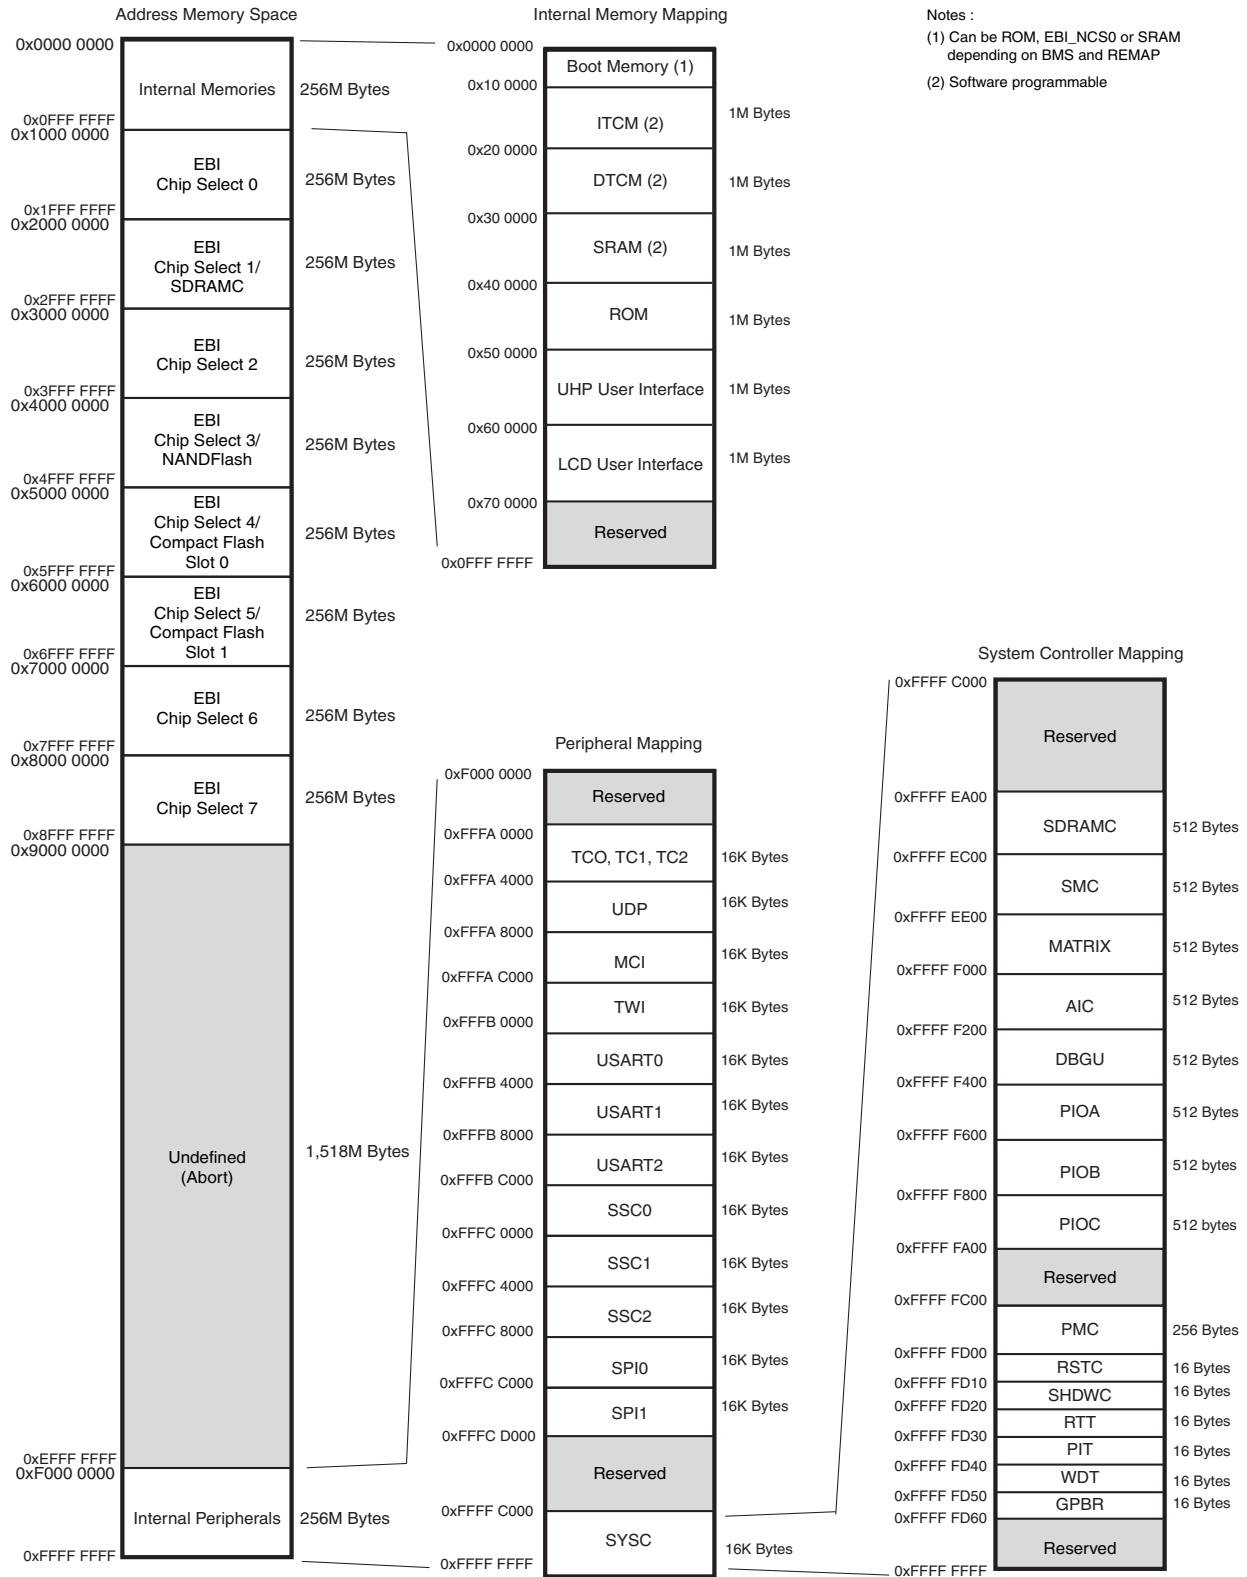 Address Memory Space
0x0000 0000
Internal Memories
256M Bytes
0x0FFF FFFF
0x1000 0000
EBI
Chip Select 0
256M Bytes
0x1FFF FFFF
0x2000 0000
EBI
Chip Select 1/
SDRAMC
256M Bytes
0x2FFF FFFF
0x3000 0000
EBI
Chip Select 2
256M Bytes
0x3FFF FFFF
0x4000 0000
EBI
Chip Select 3/
NANDFlash
256M Bytes
0x4FFF FFFF
0x5000 0000
EBI
Chip Select 4/
Compact Flash
Slot 0
256M Bytes
0x5FFF FFFF
0x6000 0000
EBI
Chip Select 5/
Compact Flash
Slot 1
256M Bytes
0x6FFF FFFF
0x7000 0000
EBI
Chip Select 6
256M Bytes
0x7FFF FFFF
0x8000 0000
EBI
Chip Select 7
256M Bytes
0x8FFF FFFF
0x9000 0000
Undefined
(Abort)
1,518M Bytes
0xEFFF FFFF
0xF000 0000
Internal Peripherals
256M Bytes
0xFFFF FFFF
Internal Memory Mapping
0x0000 0000
Boot Memory (1)
0x10 0000
ITCM (2)
1M Bytes
0x20 0000
DTCM (2)
1M Bytes
0x30 0000
SRAM (2)
1M Bytes
0x40 0000
ROM
1M Bytes
0x50 0000
UHP User Interface
1M Bytes
0x60 0000
LCD User Interface
1M Bytes
0x70 0000
Reserved
0x0FFF FFFF
Notes :
(1) Can be ROM, EBI_NCS0 or SRAM
depending on BMS and REMAP
(2) Software programmable
Peripheral Mapping
0xF000 0000
Reserved
0xFFFA 0000
TCO, TC1, TC2
16K Bytes
0xFFFA 4000
UDP
16K Bytes
0xFFFA 8000
MCI
16K Bytes
0xFFFA C000
TWI
16K Bytes
0xFFFB 0000
USART0
16K Bytes
0xFFFB 4000
USART1
16K Bytes
0xFFFB 8000
USART2
16K Bytes
0xFFFB C000
SSC0
16K Bytes
0xFFFC 0000
SSC1
16K Bytes
0xFFFC 4000
SSC2
16K Bytes
0xFFFC 8000
SPI0
16K Bytes
0xFFFC C000
SPI1
16K Bytes
0xFFFC D000
Reserved
0xFFFF C000
SYSC
16K Bytes
0xFFFF FFFF
System Controller Mapping
0xFFFF C000
Reserved
0xFFFF EA00
SDRAMC
512 Bytes
0xFFFF EC00
SMC
512 Bytes
0xFFFF EE00
MATRIX
512 Bytes
0xFFFF F000
AIC
512 Bytes
0xFFFF F200
DBGU
512 Bytes
0xFFFF F400
PIOA
512 Bytes
0xFFFF F600
PIOB
512 bytes
0xFFFF F800
PIOC
512 bytes
0xFFFF FA00
Reserved
0xFFFF FC00
PMC
256 Bytes
0xFFFF FD00
RSTC
16 Bytes
0xFFFF FD10
SHDWC
16 Bytes
0xFFFF FD20
RTT
16 Bytes
0xFFFF FD30
PIT
16 Bytes
0xFFFF FD40
WDT
16 Bytes
0xFFFF FD50
GPBR
16 Bytes
0xFFFF FD60
Reserved
0xFFFF FFFF